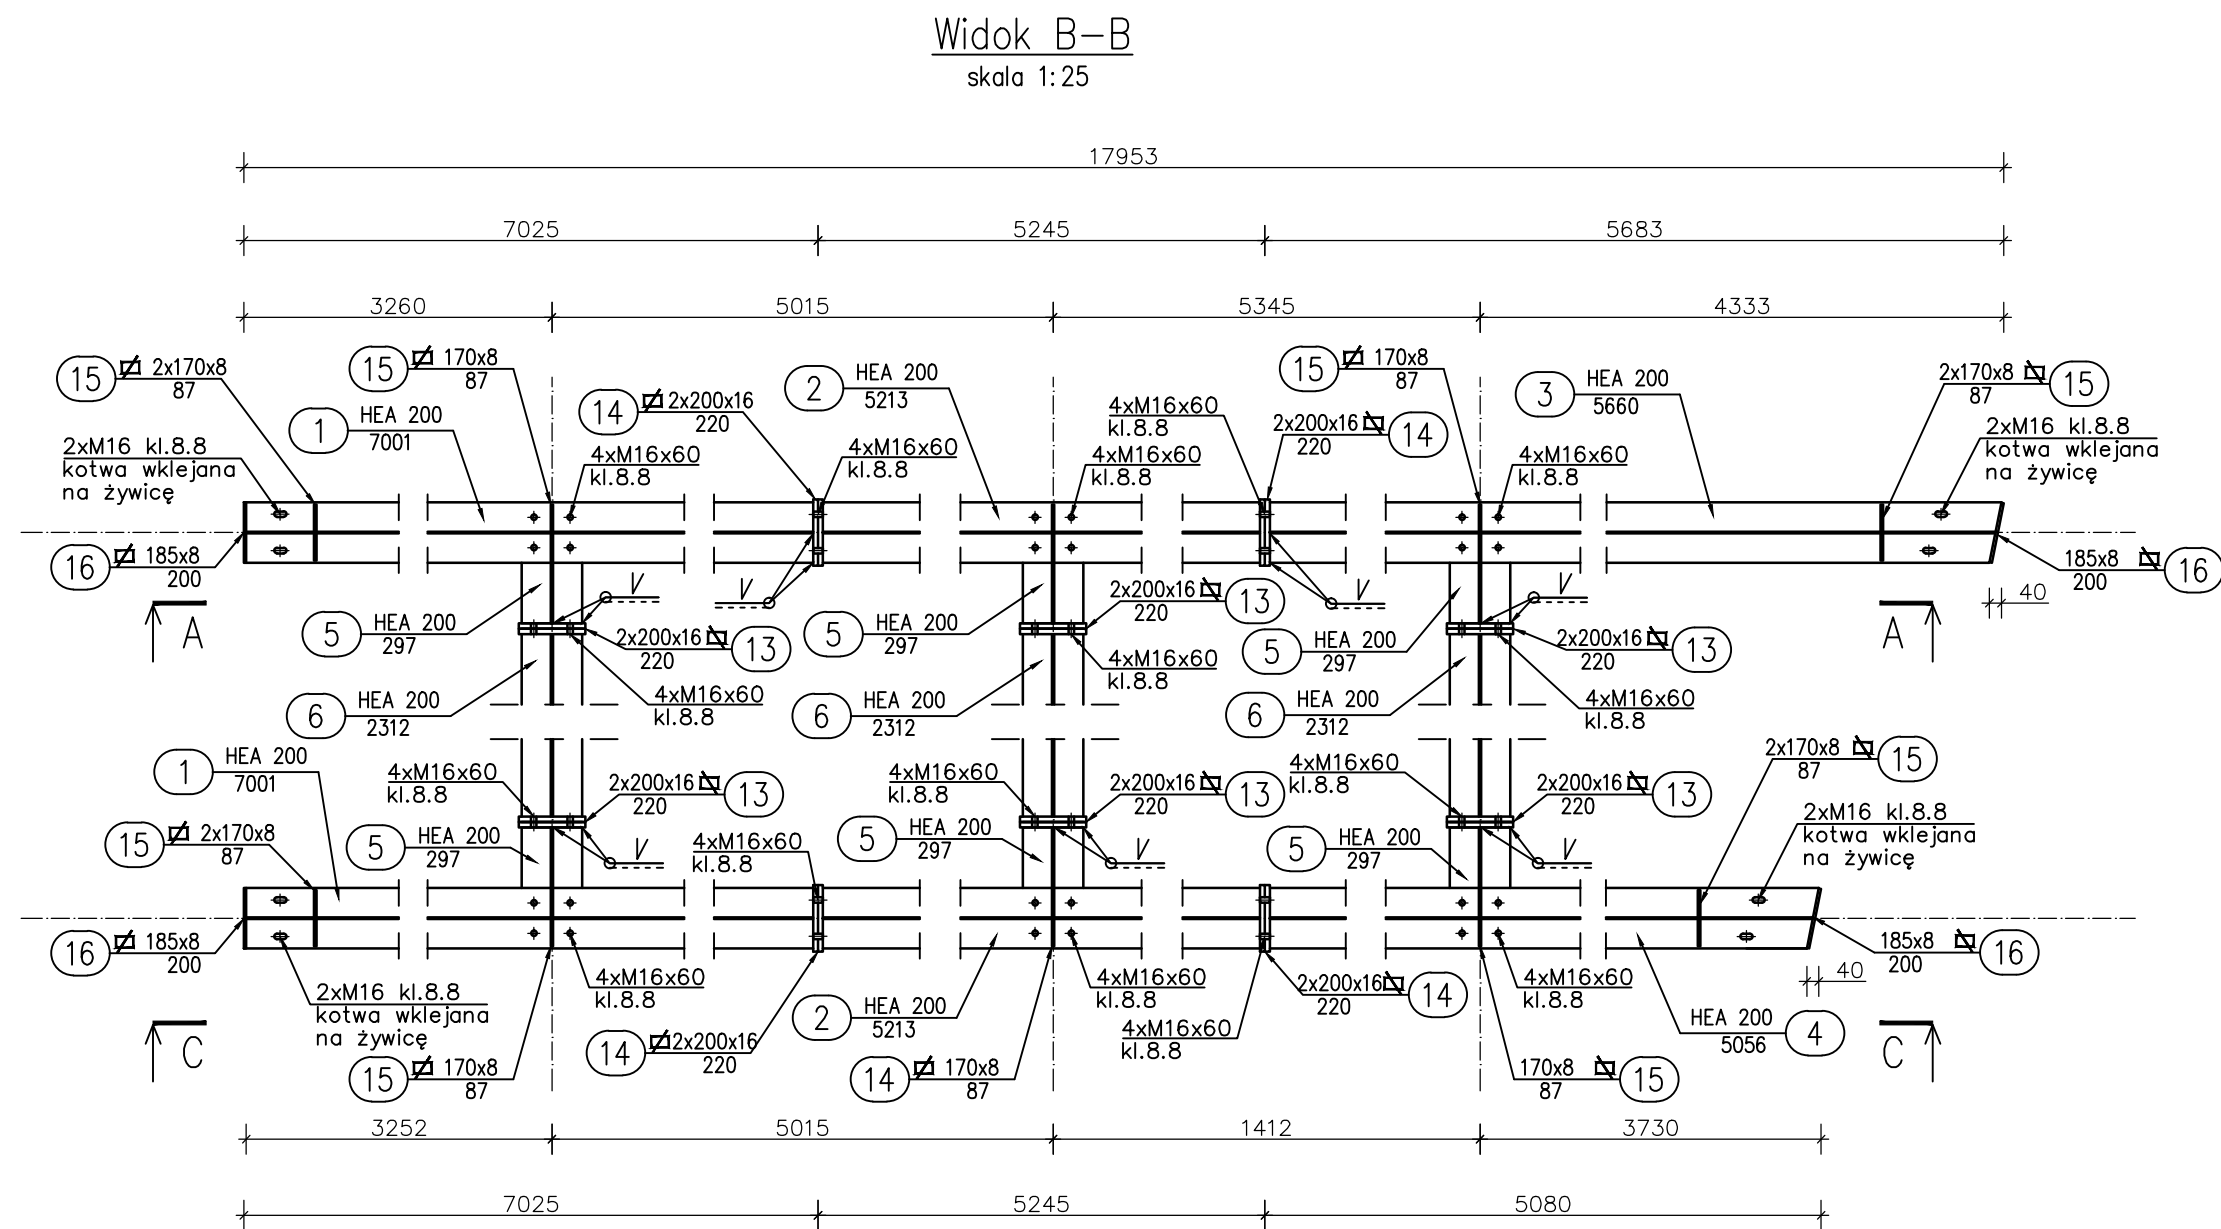 Widok B-B
skala 1:25
17953
7025
5245
5683
3260
5015
5345
4333
15
2x170x8
87
15
170x8
87
14
2x200x16
220
2
HEA 200
5213
15
170x8
87
3
HEA 200
5660
2x170x8
87
15
1
HEA 200
7001
4xM16x60
kl.8.8
2x200x16
220
14
2xM16 kl.8.8
kotwa wklejana
na żywicę
4xM16x60
kl.8.8
4xM16x60
kl.8.8
4xM16x60
kl.8.8
4xM16x60
kl.8.8
2xM16 kl.8.8
kotwa wklejana
na żywicę
16
185x8
200
185x8
200
16
40
A
V
V
V
V
A
5
HEA 200
297
2x200x16
220
13
5
HEA 200
297
2x200x16
220
13
5
HEA 200
297
2x200x16
220
13
6
HEA 200
2312
4xM16x60
kl.8.8
6
HEA 200
2312
4xM16x60
kl.8.8
6
HEA 200
2312
4xM16x60
kl.8.8
1
HEA 200
7001
4xM16x60
kl.8.8
2x200x16
220
13
4xM16x60
kl.8.8
2x200x16
220
13
4xM16x60
kl.8.8
2x200x16
220
13
2x170x8
87
15
15
2x170x8
87
5
HEA 200
297
V
4xM16x60
kl.8.8
5
HEA 200
297
V
5
HEA 200
297
V
2xM16 kl.8.8
kotwa wklejana
na żywicę
16
185x8
200
185x8
200
16
40
2xM16 kl.8.8
kotwa wklejana
na żywicę
4xM16x60
kl.8.8
4xM16x60
kl.8.8
2x200x16
220
14
4xM16x60
kl.8.8
C
14
2x200x16
220
2
HEA 200
5213
4xM16x60
kl.8.8
HEA 200
5056
4
C
15
170x8
87
14
170x8
87
170x8
87
15
3252
5015
1412
3730
7025
5245
5080